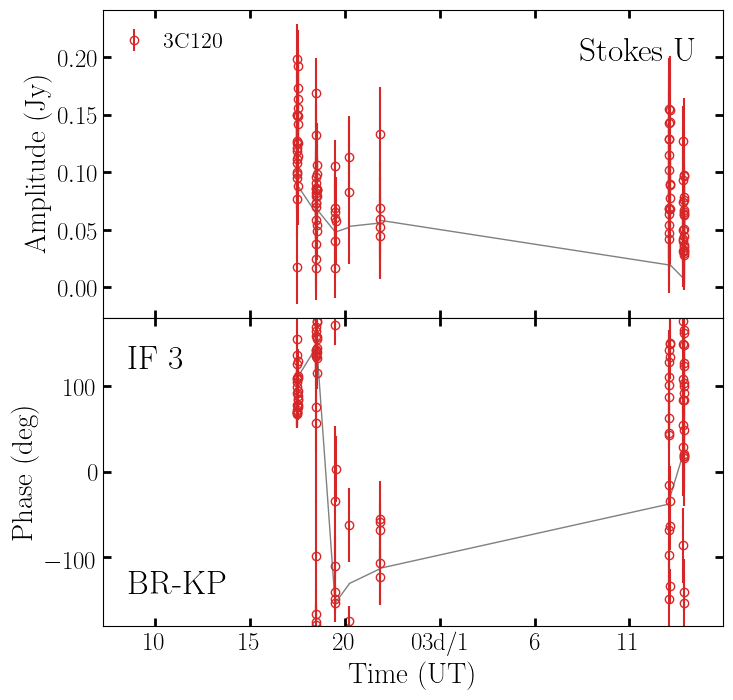 3C120
Stokes U
0.20
0.15
0.10
0.05
0.00
Amplitude (Jy)
IF 3
100
0
−100
Phase (deg)
BR-KP
10 15 20 03d/1 6 11
Time (UT)